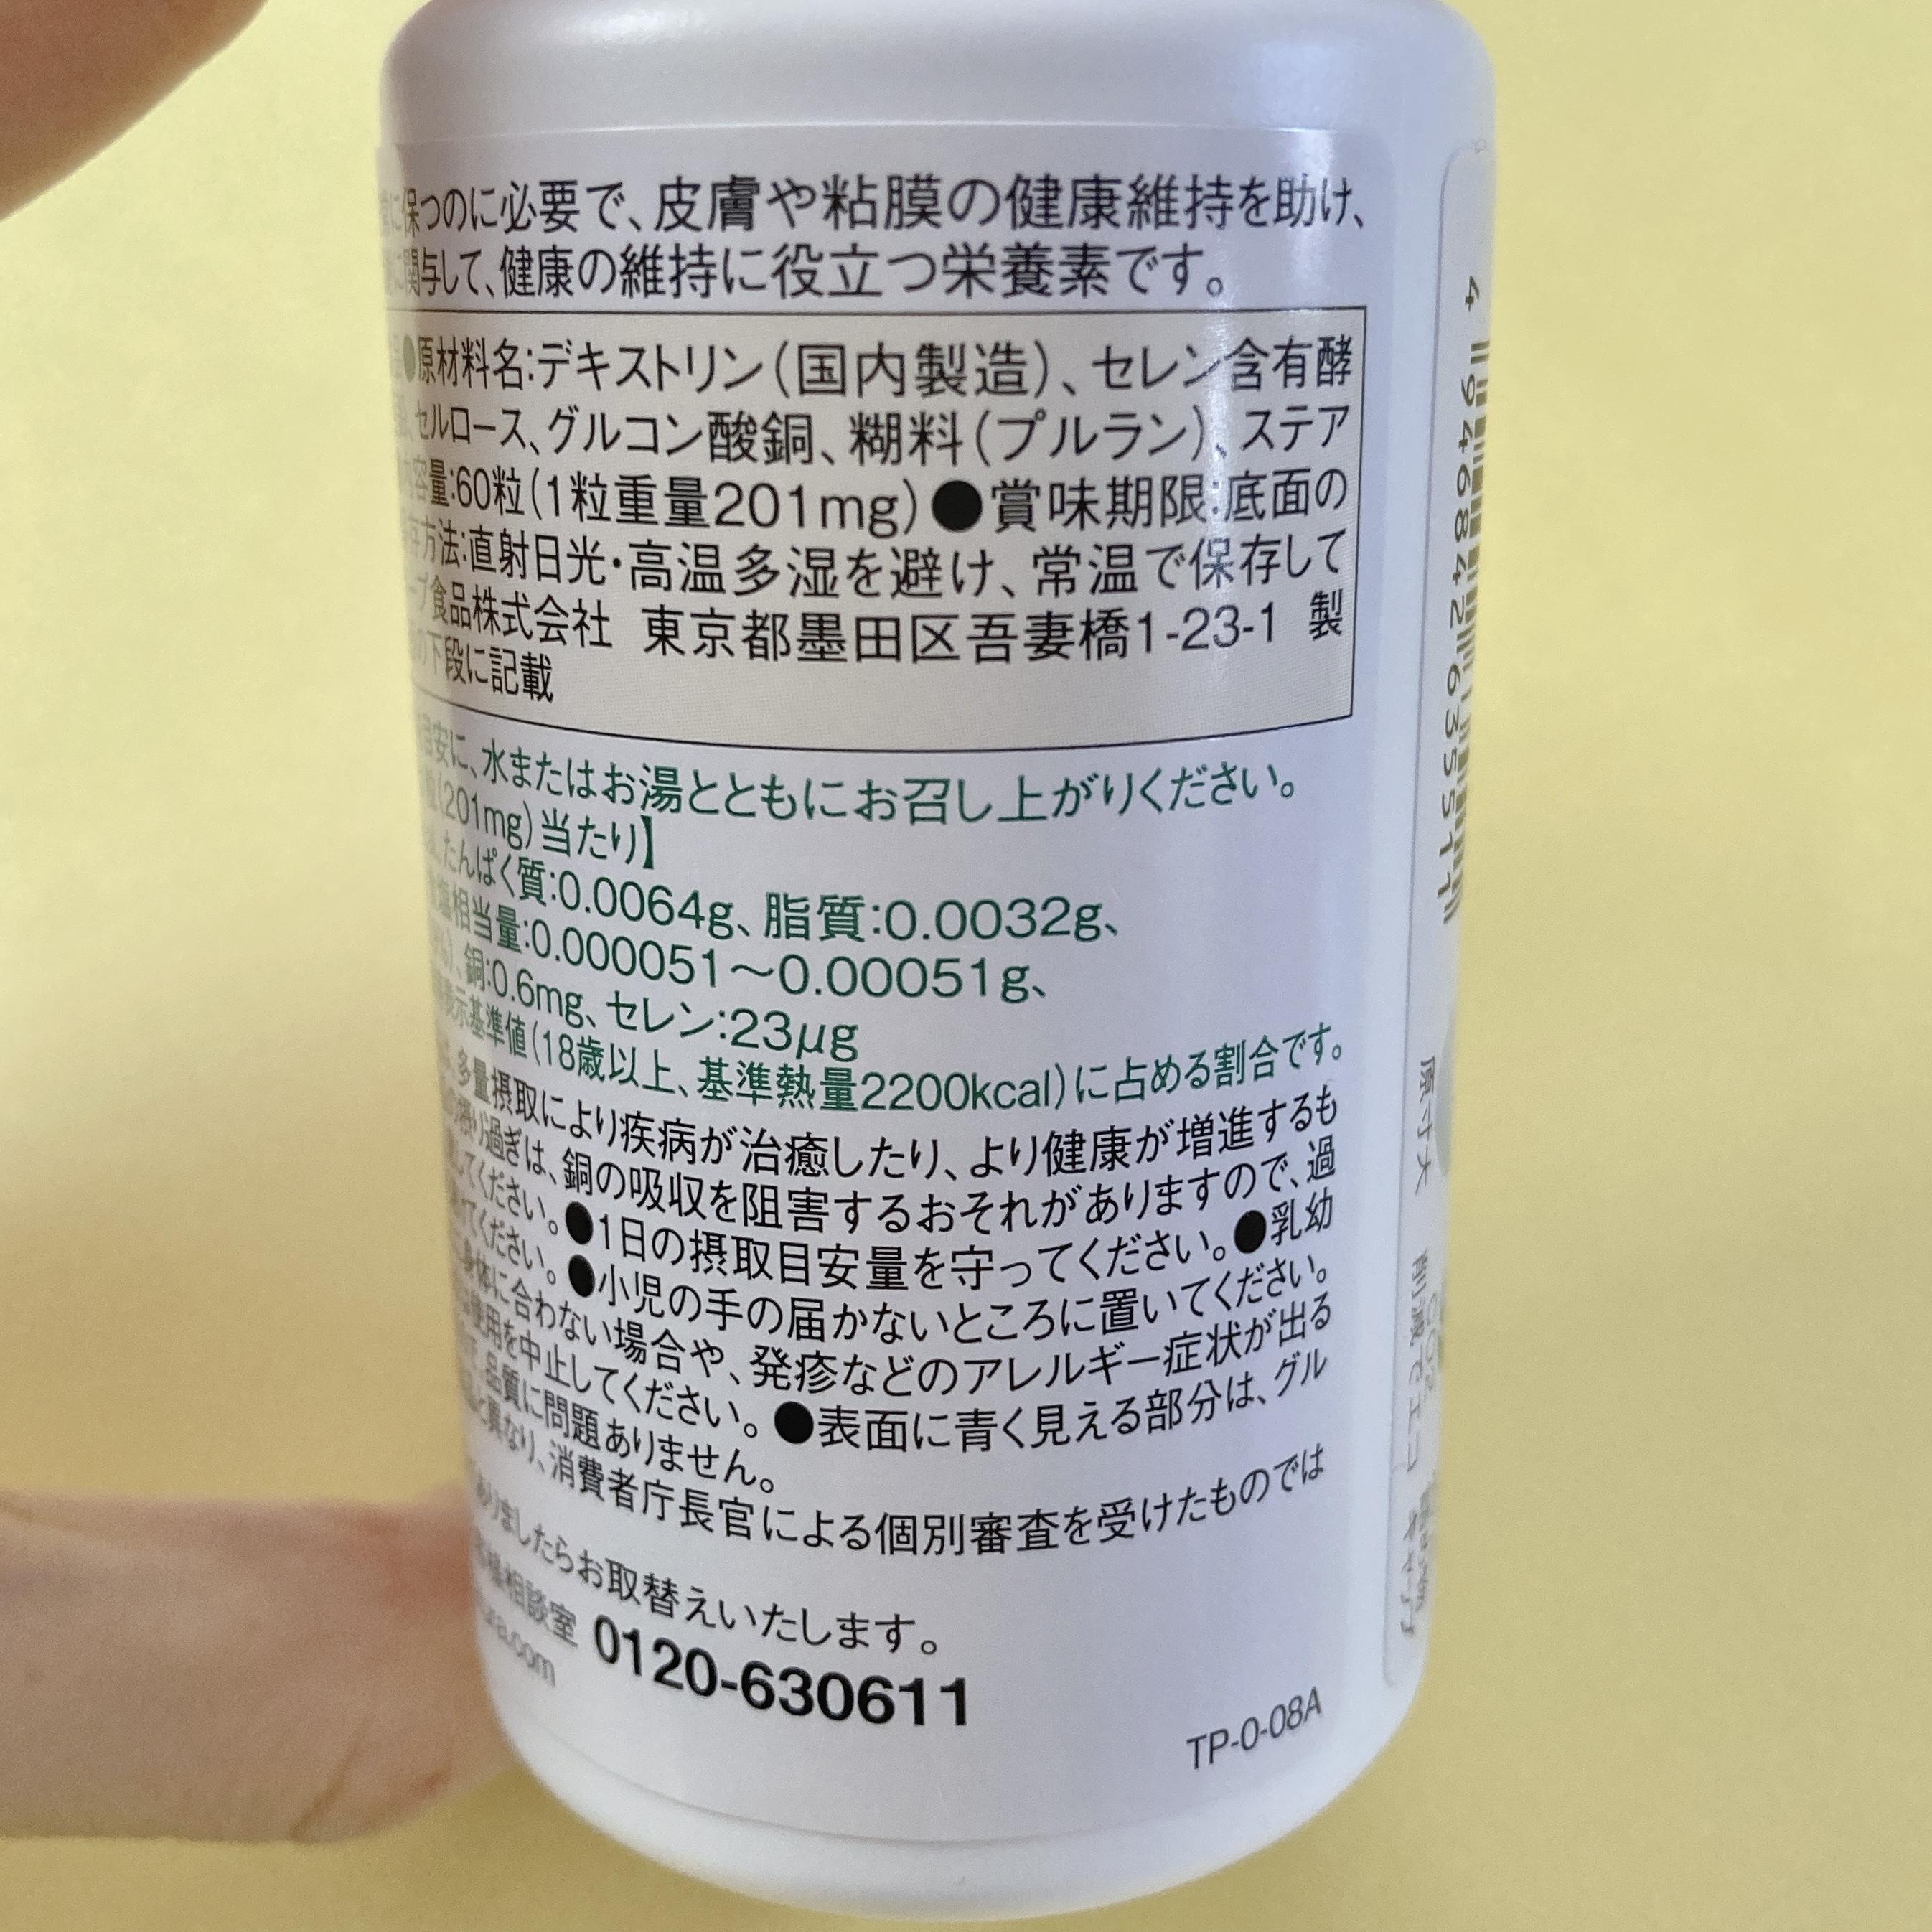 に保つのに必要で、皮膚や粘膜の健康維持を助け、
に関与して、健康の維持に役立つ栄養素です。
●原材料名:デキストリン(国内製造)、セレン含有酵
セルロース、グルコン酸銅、糊料(プルラン)、ステア
内容量:60粒(1粒重量201mg)●賞味期限:底面の
方法:直射日光・高温多湿を避け、常温で保存して
食品株式会社 東京都墨田区吾妻橋1-23-1 製
の下段に記載
目安に、水またはお湯とともにお召し上がりください。
粒(201mg)当たり】
たんぱく質:0.0064g、脂質:0.0032g、
相当量:0.000051〜0.00051g、
%)、銅:0.6mg、セレン:23μg
表示基準値(18歳以上、基準熱量2200kcal)に占める割合です。
多量摂取により疾病が治癒したり、より健康が増進するも
の摂り過ぎは、銅の吸収を阻害するおそれがありますので、過
してください。●1日の摂取目安量を守ってください。●乳幼
けてください。●小児の手の届かないところに置いてください。
身体に合わない場合や、発疹などのアレルギー症状が出る
使用を中止してください。●表面に青く見える部分は、グル
品質に問題ありません。
と異なり、消費者庁長官による個別審査を受けたものでは
ありましたらお取替えいたします。
相談室 0120-630611
.com
TP-0-08A
4 946842 635511